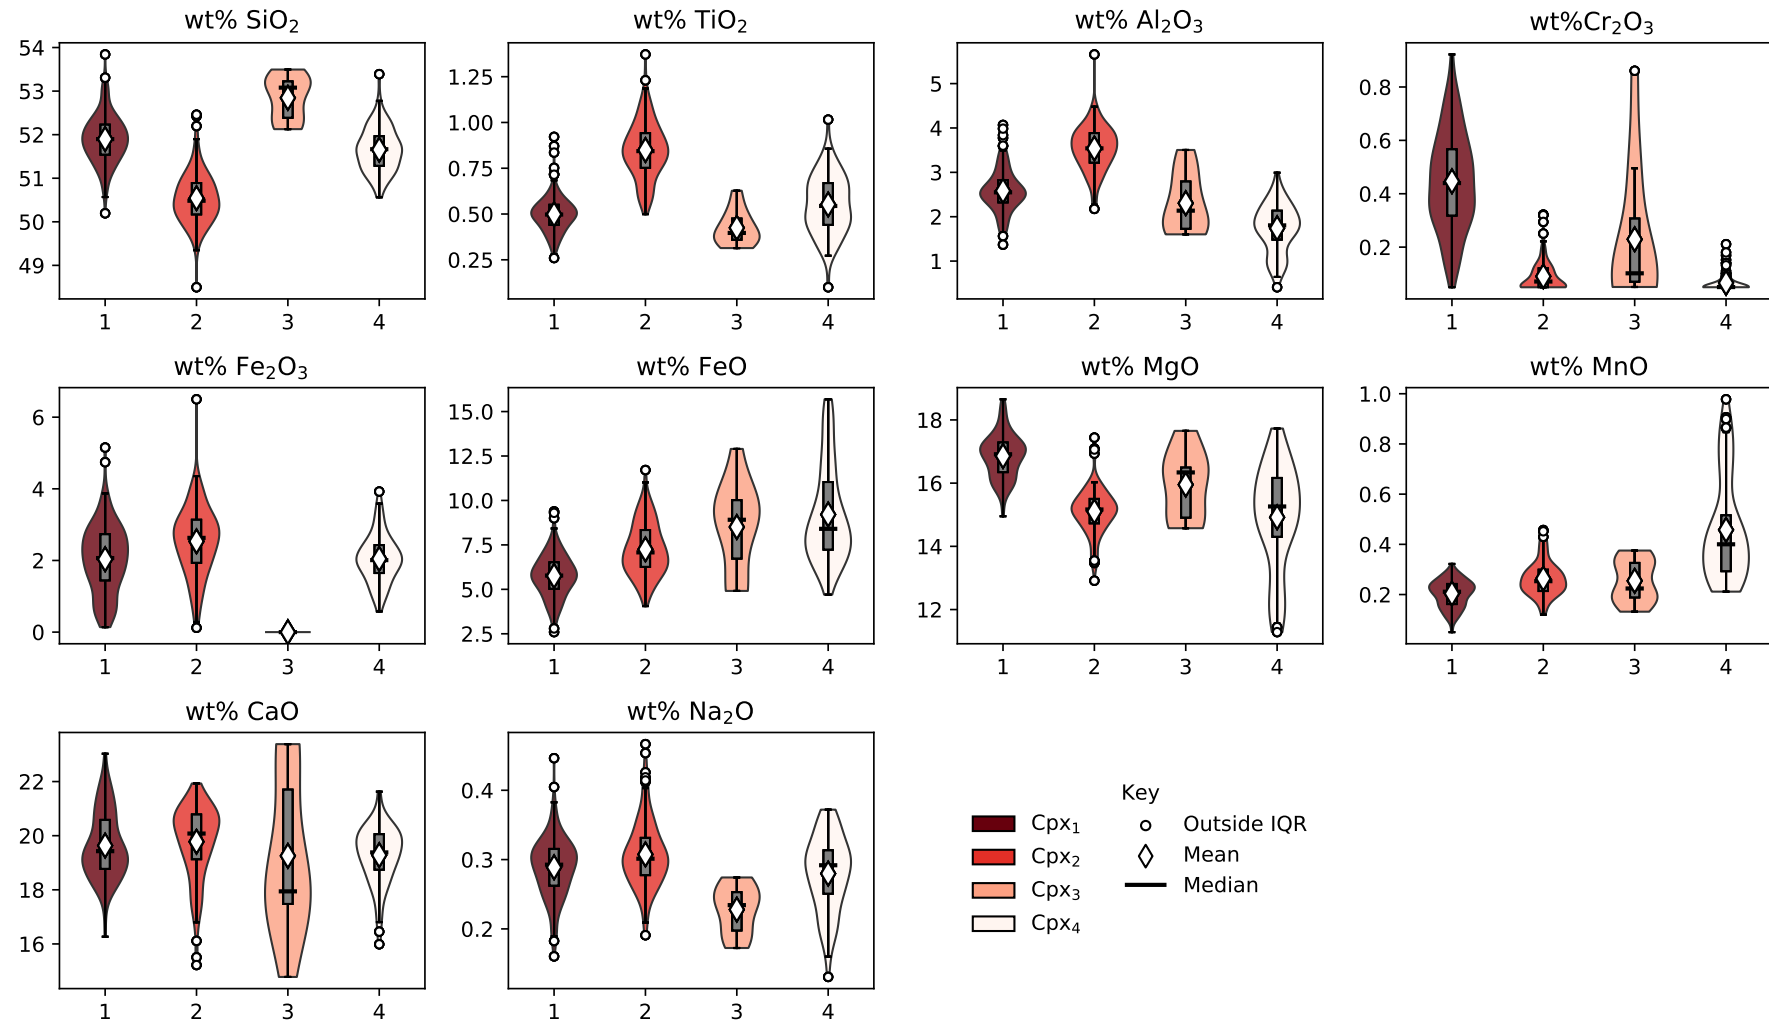 wt% SiO₂
54
53
52
51
50
49
1 2 3 4
wt% TiO₂
1.25
1.00
0.75
0.50
0.25
1 2 3 4
wt% Al₂O₃
5
4
3
2
1
1 2 3 4
wt%Cr₂O₃
0.8
0.6
0.4
0.2
1 2 3 4
wt% Fe₂O₃
6
4
2
0
1 2 3 4
wt% FeO
15.0
12.5
10.0
7.5
5.0
2.5
1 2 3 4
wt% MgO
18
16
14
12
1 2 3 4
wt% MnO
1.0
0.8
0.6
0.4
0.2
1 2 3 4
wt% CaO
22
20
18
16
1 2 3 4
wt% Na₂O
0.4
0.3
0.2
1 2 3 4
Key
Cpx₁
Cpx₂
Cpx₃
Cpx₄
Outside IQR
Mean
Median